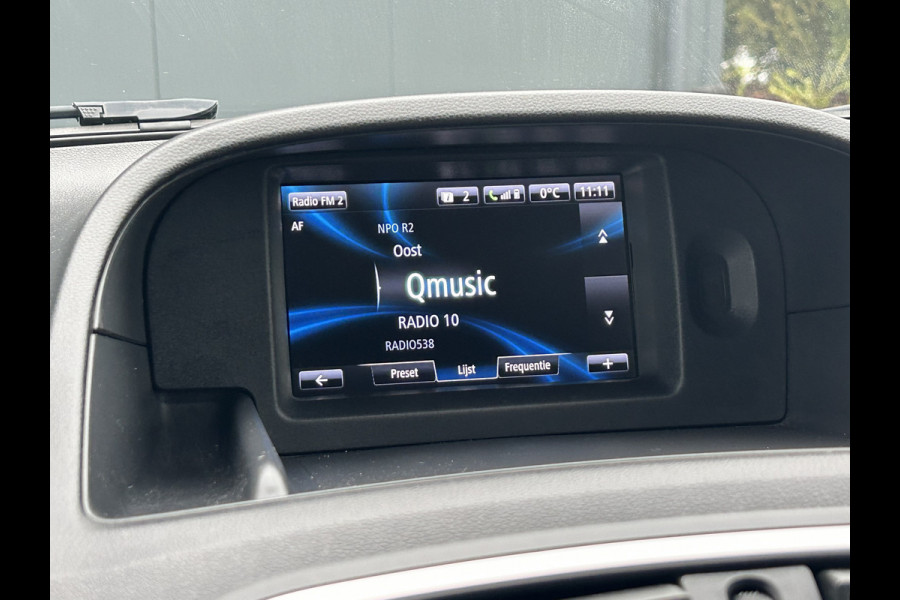 Radio FM 2 2 0°C 11:11
AF NPO R2
Oost
Qmusic
RADIO 10
RADIO538
Preset Lijst Frequentie +